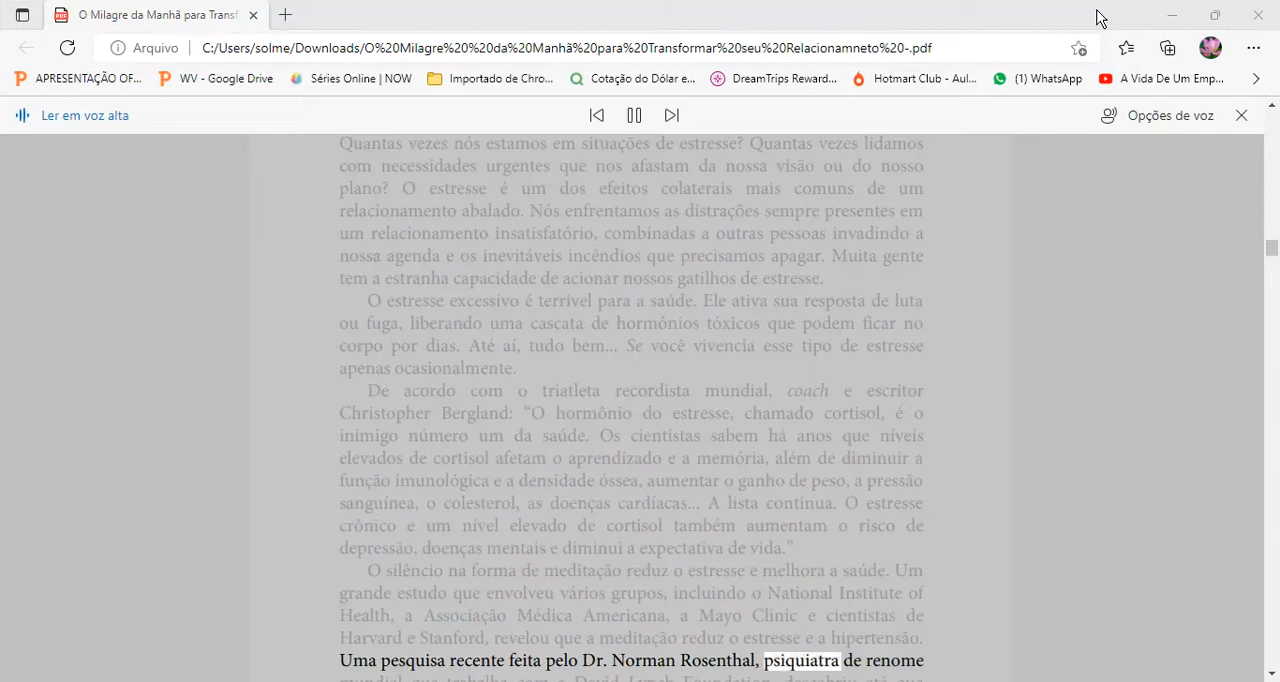 O Milagre da Manhã para Transf
Arquivo
C:/Users/solme/Downloads/O%20Milagre%20%20da%20Manhã%20para%20Transformar%20seu%20Relacionamneto%20-.pdf
APRESENTAÇÃO OF...
WV - Google Drive
Séries Online | NOW
Importado de Chro...
Cotação do Dólar e...
DreamTrips Reward...
Hotmart Club - Aul...
(1) WhatsApp
A Vida De Um Emp...
Ler em voz alta
Opções de voz
Quantas vezes nós estamos em situações de estresse? Quantas vezes lidamos
com necessidades urgentes que nos afastam da nossa visão ou do nosso
plano? O estresse é um dos efeitos colaterais mais comuns de um
relacionamento abalado. Nós enfrentamos as distrações sempre presentes em
um relacionamento insatisfatório, combinadas a outras pessoas invadindo a
nossa agenda e os inevitáveis incêndios que precisamos apagar. Muita gente
tem a estranha capacidade de acionar nossos gatilhos de estresse.
O estresse excessivo é terrível para a saúde. Ele ativa sua resposta de luta
ou fuga, liberando uma cascata de hormônios tóxicos que podem ficar no
corpo por dias. Até aí, tudo bem... Se você vivencia esse tipo de estresse
apenas ocasionalmente.
De acordo com o triatleta recordista mundial, coach e escritor
Christopher Bergland: “O hormônio do estresse, chamado cortisol, é o
inimigo número um da saúde. Os cientistas sabem há anos que níveis
elevados de cortisol afetam o aprendizado e a memória, além de diminuir a
função imunológica e a densidade óssea, aumentar o ganho de peso, a pressão
sanguínea, o colesterol, as doenças cardíacas... A lista continua. O estresse
crônico e um nível elevado de cortisol também aumentam o risco de
depressão, doenças mentais e diminui a expectativa de vida.”
O silêncio na forma de meditação reduz o estresse e melhora a saúde. Um
grande estudo que envolveu vários grupos, incluindo o National Institute of
Health, a Associação Médica Americana, a Mayo Clinic e cientistas de
Harvard e Stanford, revelou que a meditação reduz o estresse e a hipertensão.
Uma pesquisa recente feita pelo Dr. Norman Rosenthal, psiquiatra de renome
mundial que trabalha com a David Lynch Foundation, descobriu até que